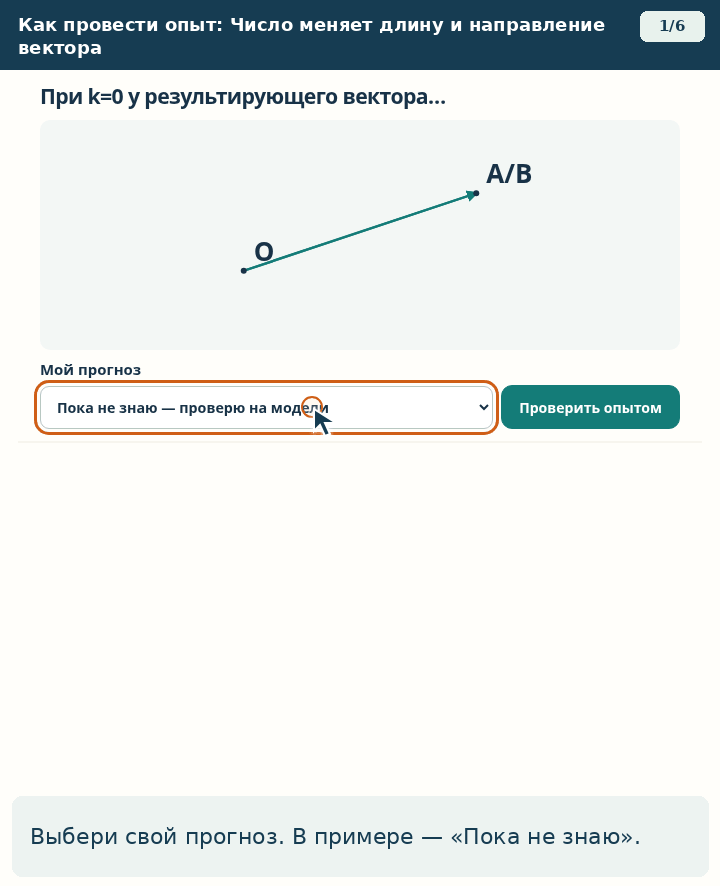 Как провести опыт: Число меняет длину и направление
вектора
1/6
При k=0 у результирующего вектора…
A/B
O
Мой прогноз
Пока не знаю — проверю на модели
Проверить опытом
Выбери свой прогноз. В примере — «Пока не знаю».